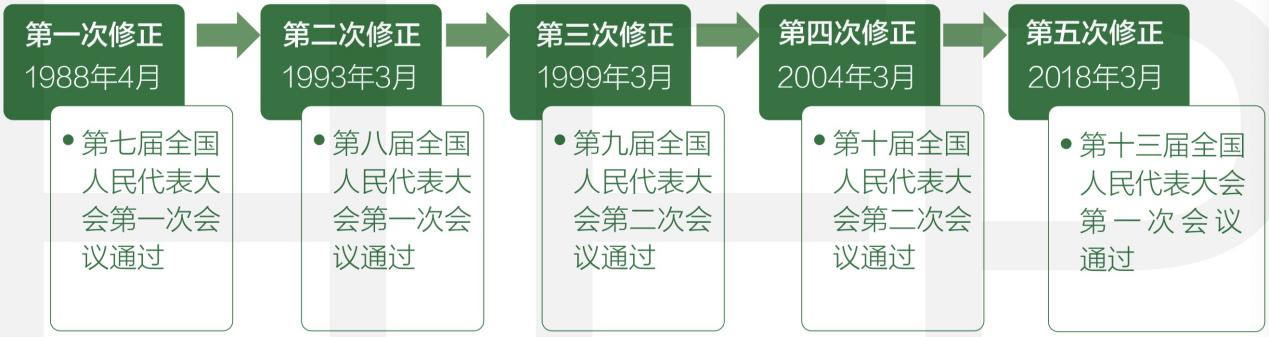 第一次修正
1988年4月
• 第七届全国
人民代表大
会第一次会
议通过
第二次修正
1993年3月
• 第八届全国
人民代表大
会第一次会
议通过
第三次修正
1999年3月
• 第九届全国
人民代表大
会第二次会
议通过
第四次修正
2004年3月
• 第十届全国
人民代表大
会第二次会
议通过
第五次修正
2018年3月
• 第十三届全国
人民代表大会
第一次会议
通过